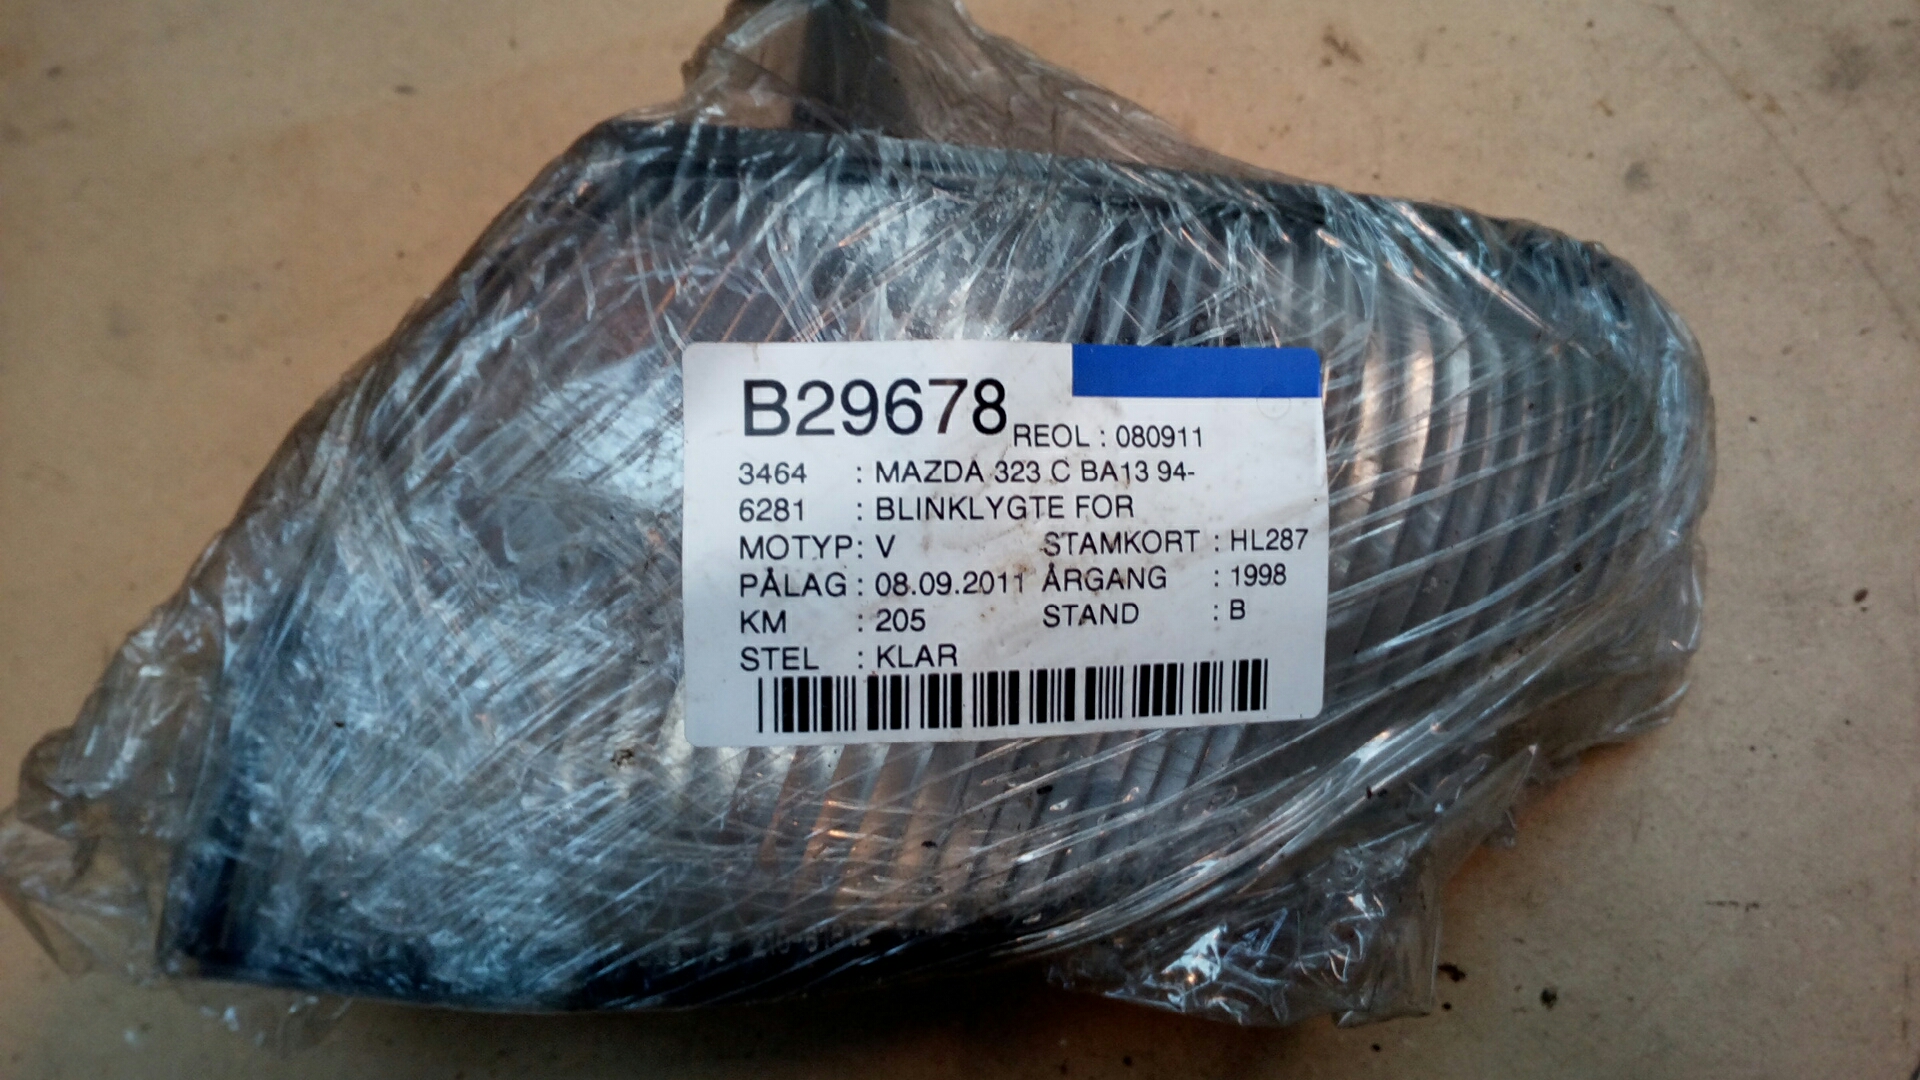 B29678 REOL : 080911
3464 : MAZDA 323 C BA13 94-
6281 : BLINKLYGTE FOR
MOTYP : V STAMKORT : HL287
PÅLAG : 08.09.2011 ÅRGANG : 1998
KM : 205 STAND : B
STEL : KLAR